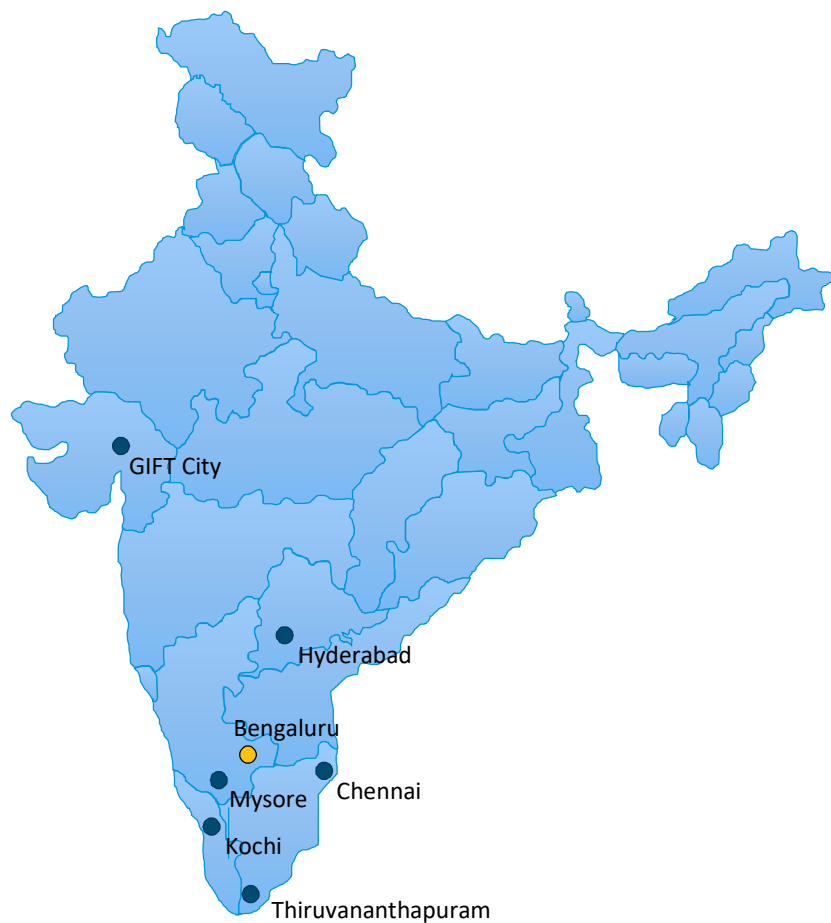 GIFT City
Hyderabad
Bengaluru
Chennai
Mysore
Kochi
Thiruvananthapuram